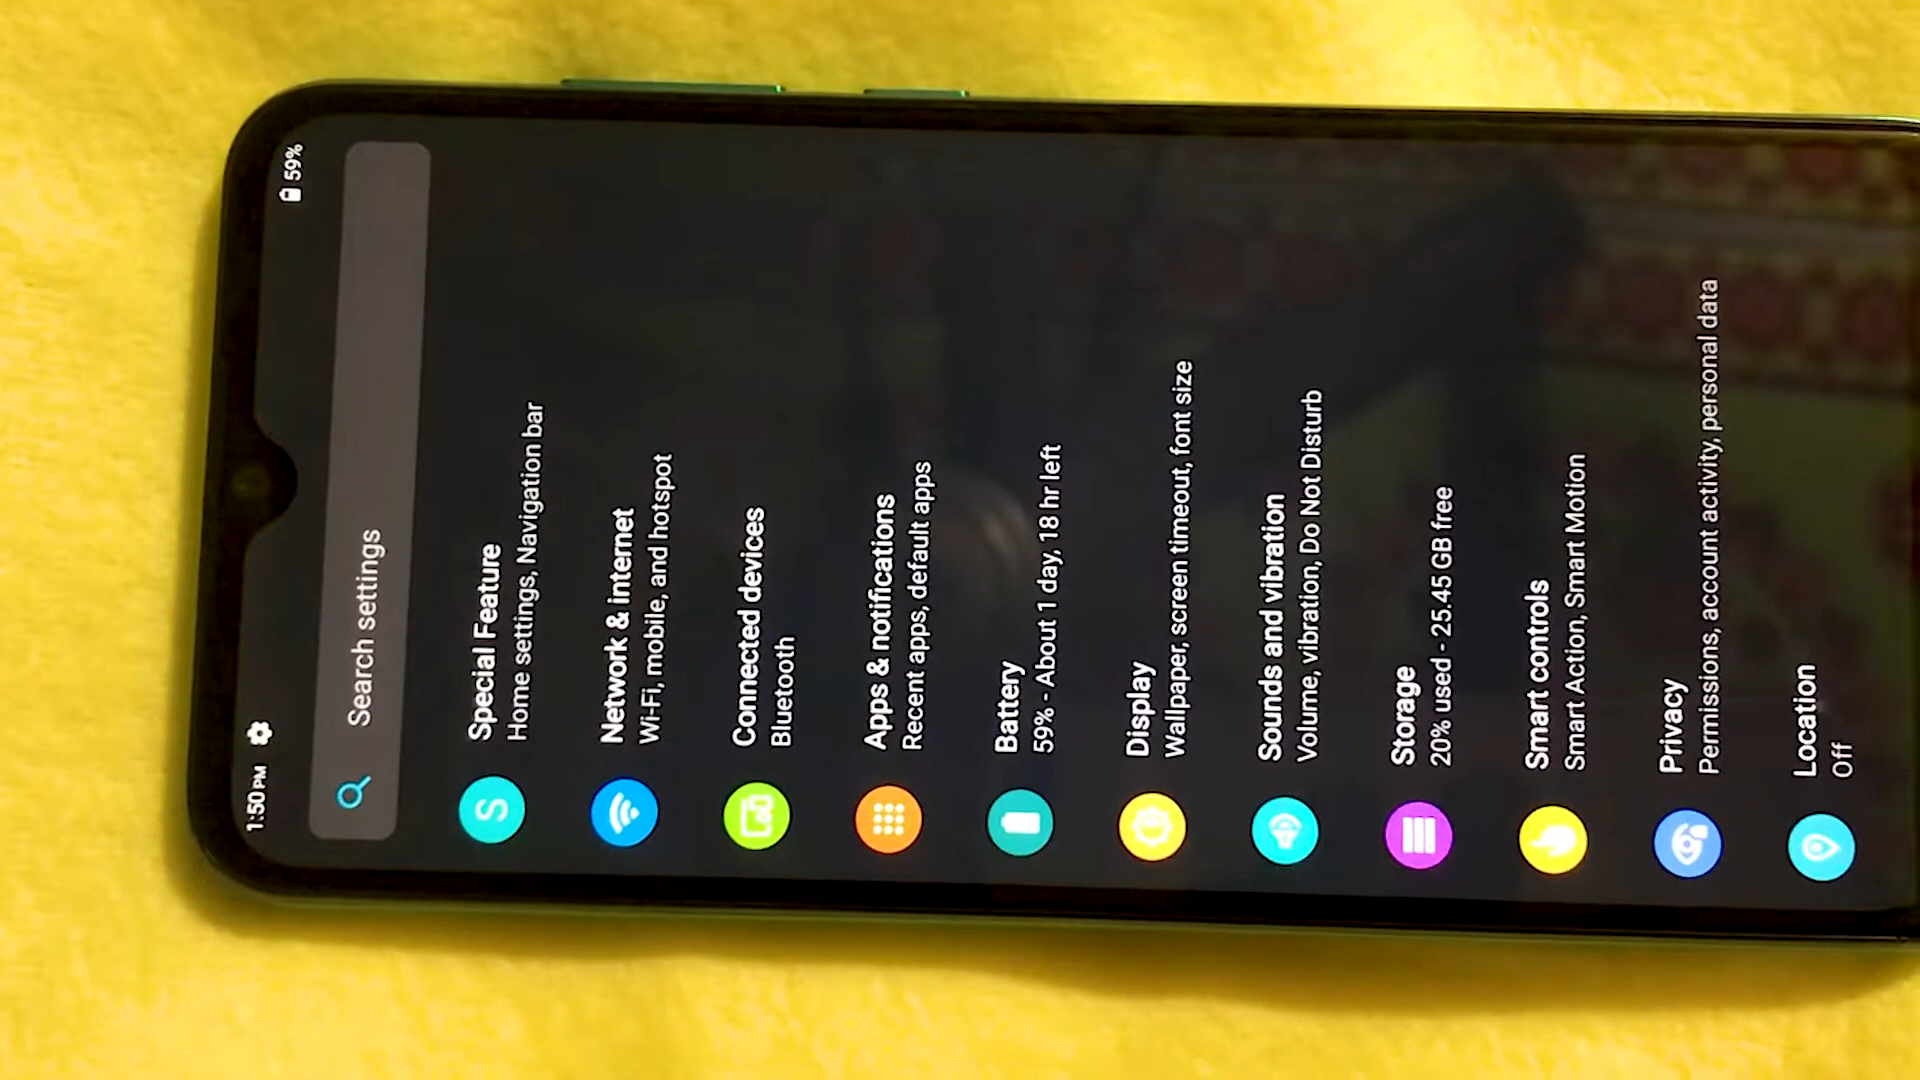 1:50 PM
59%
Search settings
Special Feature
Home settings, Navigation bar
Network & internet
Wi-Fi, mobile, and hotspot
Connected devices
Bluetooth
Apps & notifications
Recent apps, default apps
Battery
59% - About 1 day, 18 hr left
Display
Wallpaper, screen timeout, font size
Sounds and vibration
Volume, vibration, Do Not Disturb
Storage
20% used - 25.45 GB free
Smart controls
Smart Action, Smart Motion
Privacy
Permissions, account activity, personal data
Location
Off